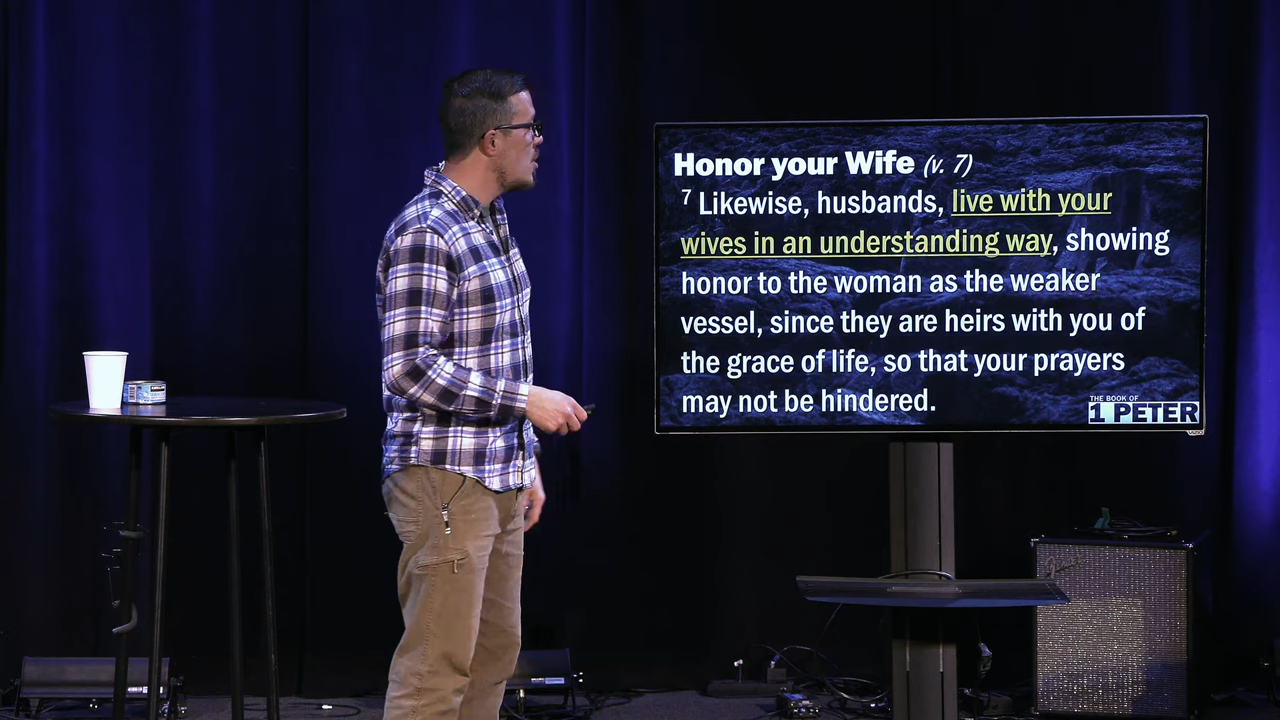 Honor your Wife (v. 7)
7 Likewise, husbands, live with your
wives in an understanding way, showing
honor to the woman as the weaker
vessel, since they are heirs with you of
the grace of life, so that your prayers
may not be hindered.
THE BOOK OF
1 PETER
VIZIO
Fender